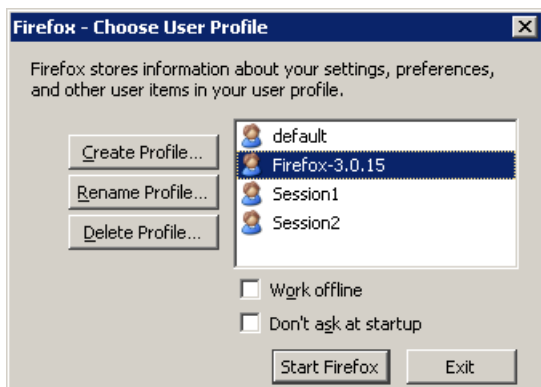 Firefox - Choose User Profile
Firefox stores information about your settings, preferences,
and other user items in your user profile.
Create Profile...
Rename Profile...
Delete Profile...
default
Firefox-3.0.15
Session1
Session2
Work offline
Don't ask at startup
Start Firefox
Exit